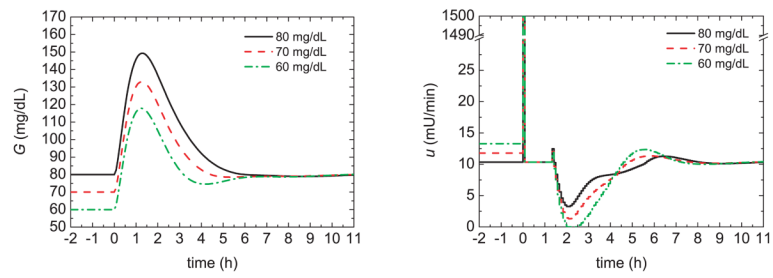 170
160
150
140
130
120
110
100
90
80
70
60
50
G (mg/dL)
80 mg/dL
70 mg/dL
60 mg/dL
-2 -1 0 1 2 3 4 5 6 7 8 9 10 11
time (h)
1500
1490
25
20
15
10
5
0
u (mU/min)
80 mg/dL
70 mg/dL
60 mg/dL
-2 -1 0 1 2 3 4 5 6 7 8 9 10 11
time (h)